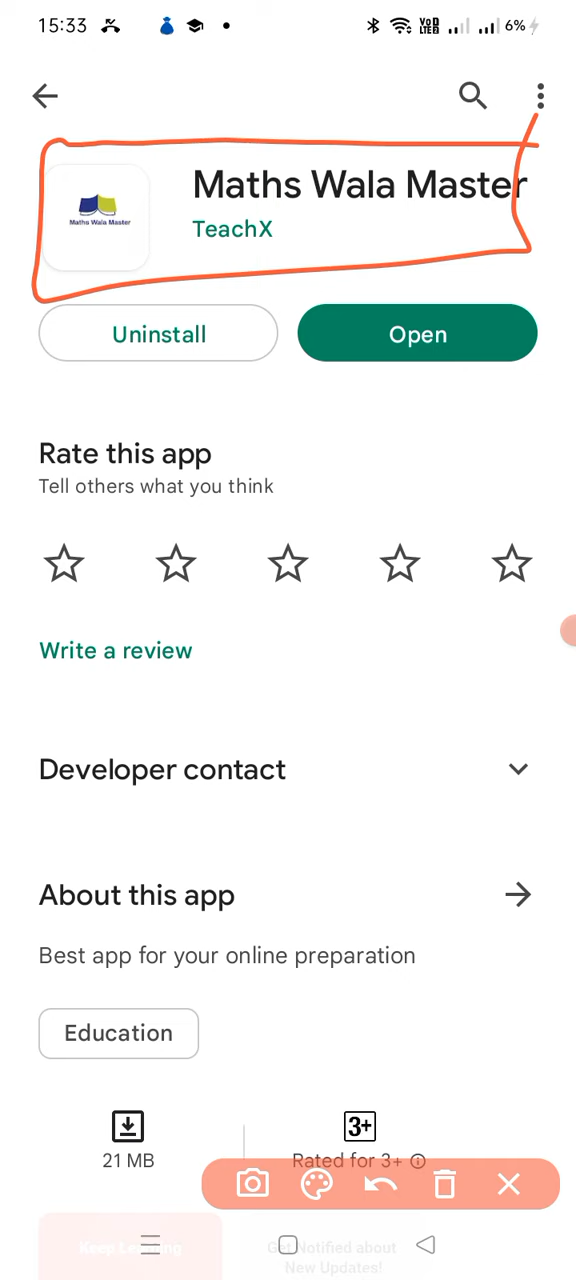 15:33
VoD
LTE2
6%
Maths Wala Master
TeachX
Maths Wala Master
Uninstall
Open
Rate this app
Tell others what you think
Write a review
Developer contact
About this app
Best app for your online preparation
Education
3+
21 MB
Rated for 3+
Keep Learning
Get Notified about
New Updates!